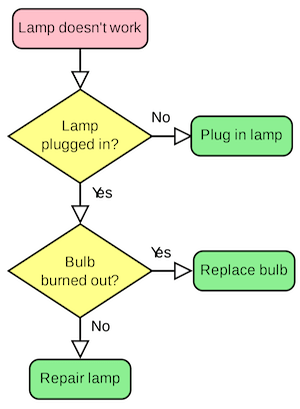 Lamp doesn't work
Lamp
plugged in?
No
Plug in lamp
Yes
Bulb
burned out?
Yes
Replace bulb
No
Repair lamp